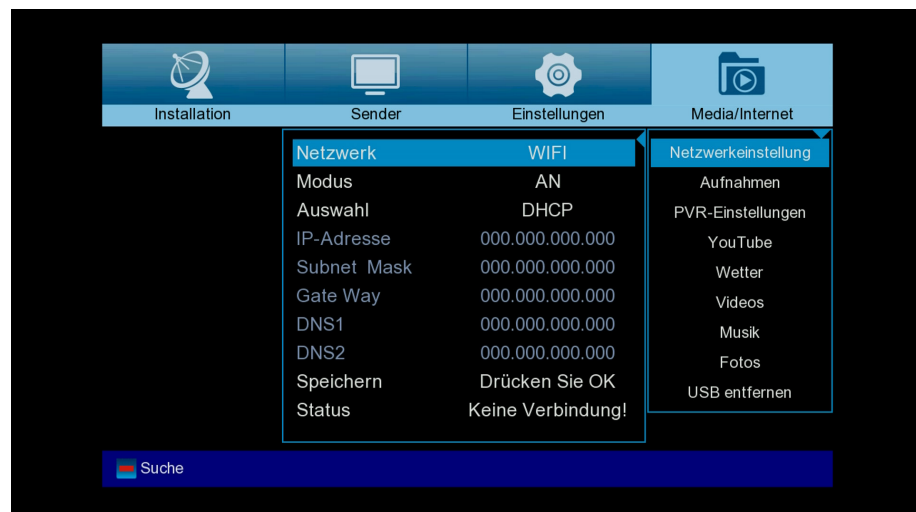 Installation Sender Einstellungen Media/Internet
Netzwerk WIFI
Modus AN
Auswahl DHCP
IP-Adresse 000.000.000.000
Subnet Mask 000.000.000.000
Gate Way 000.000.000.000
DNS1 000.000.000.000
DNS2 000.000.000.000
Speichern Drücken Sie OK
Status Keine Verbindung!
Netzwerkeinstellung
Aufnahmen
PVR-Einstellungen
YouTube
Wetter
Videos
Musik
Fotos
USB entfernen
Suche